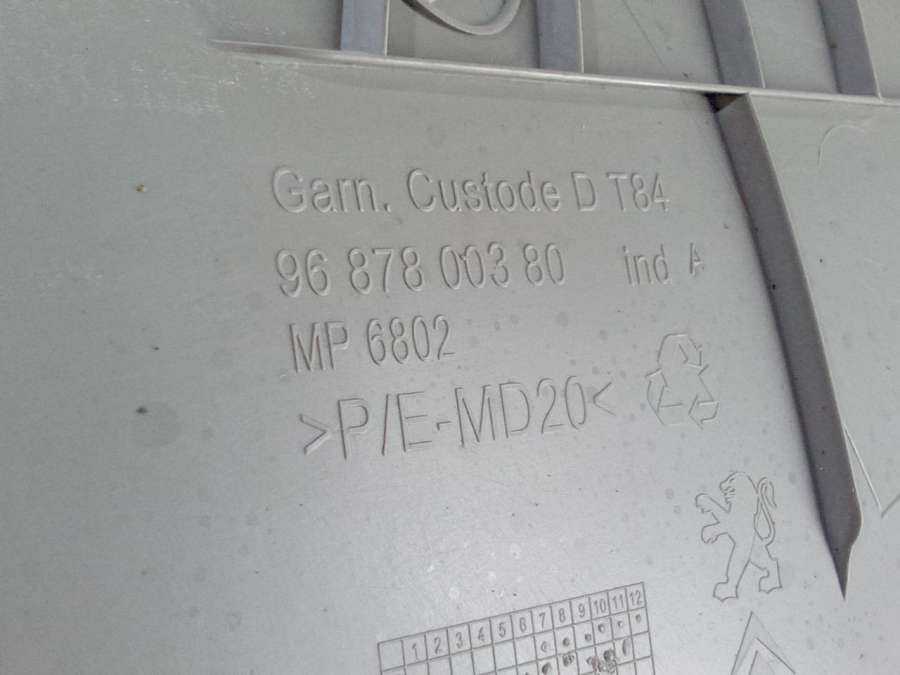 Garn. Custode D T84
96 878 003 80 ind A
MP 6802
>P/E-MD20<
1 2 3 4 5 6 7 8 9 10 11 12